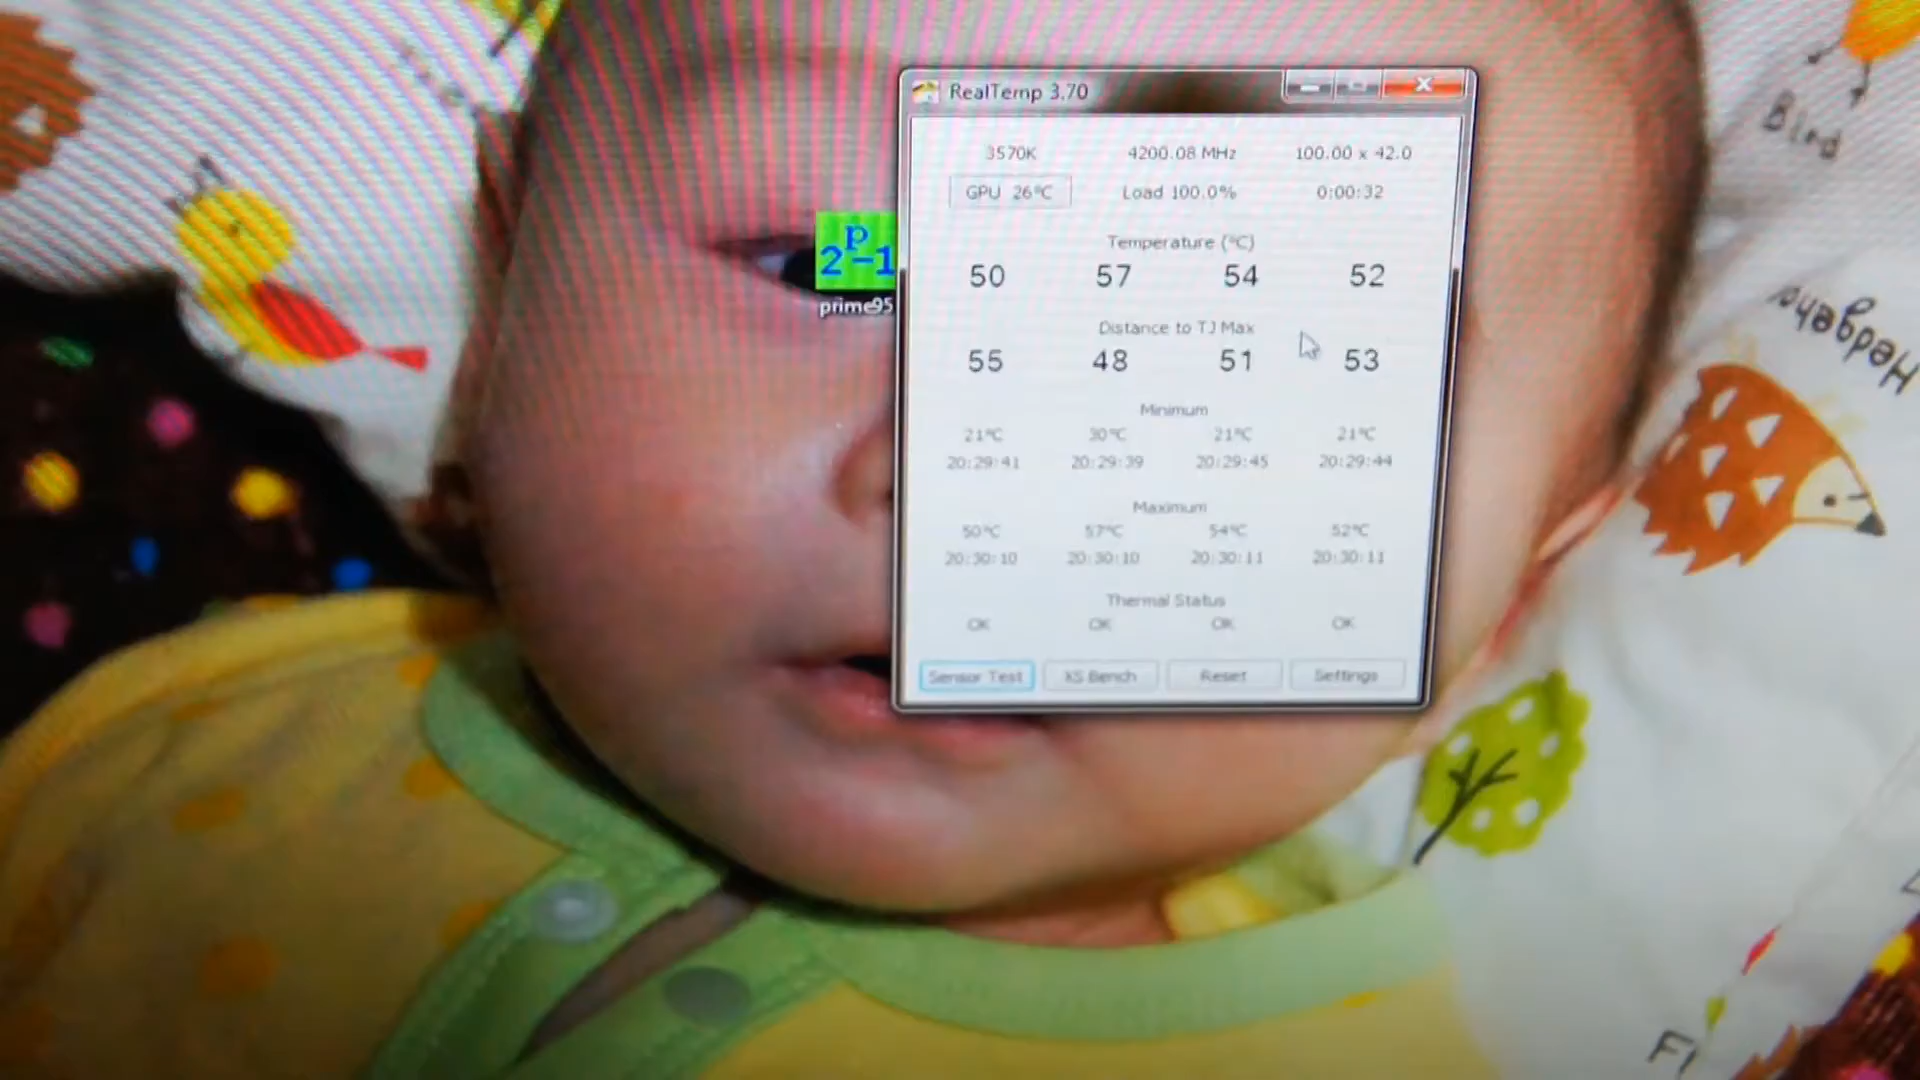 RealTemp 3.70
3570K 4200.08 MHz 100.00 x 42.0
GPU 26°C Load 100.0% 0:00:32
Temperature (°C)
50 57 54 52
Distance to TJ Max
55 48 51 53
Minimum
21°C 30°C 21°C 21°C
20:29:41 20:29:39 20:29:45 20:29:44
Maximum
50°C 57°C 54°C 52°C
20:30:10 20:30:10 20:30:11 20:30:11
Thermal Status
OK OK OK OK
Sensor Test XS Bench Reset Settings
2P-1
prime95
Bird
Hedgeho
Fl